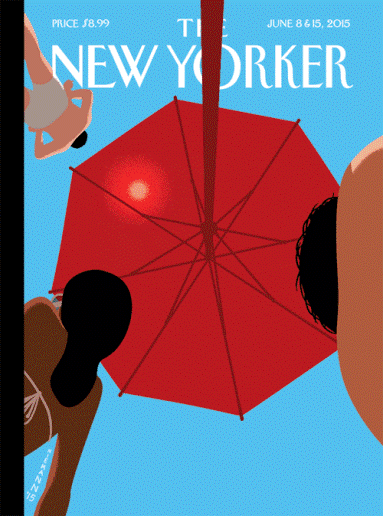 PRICE $8.99
THE
JUNE 8 & 15, 2015
NEW YORKER